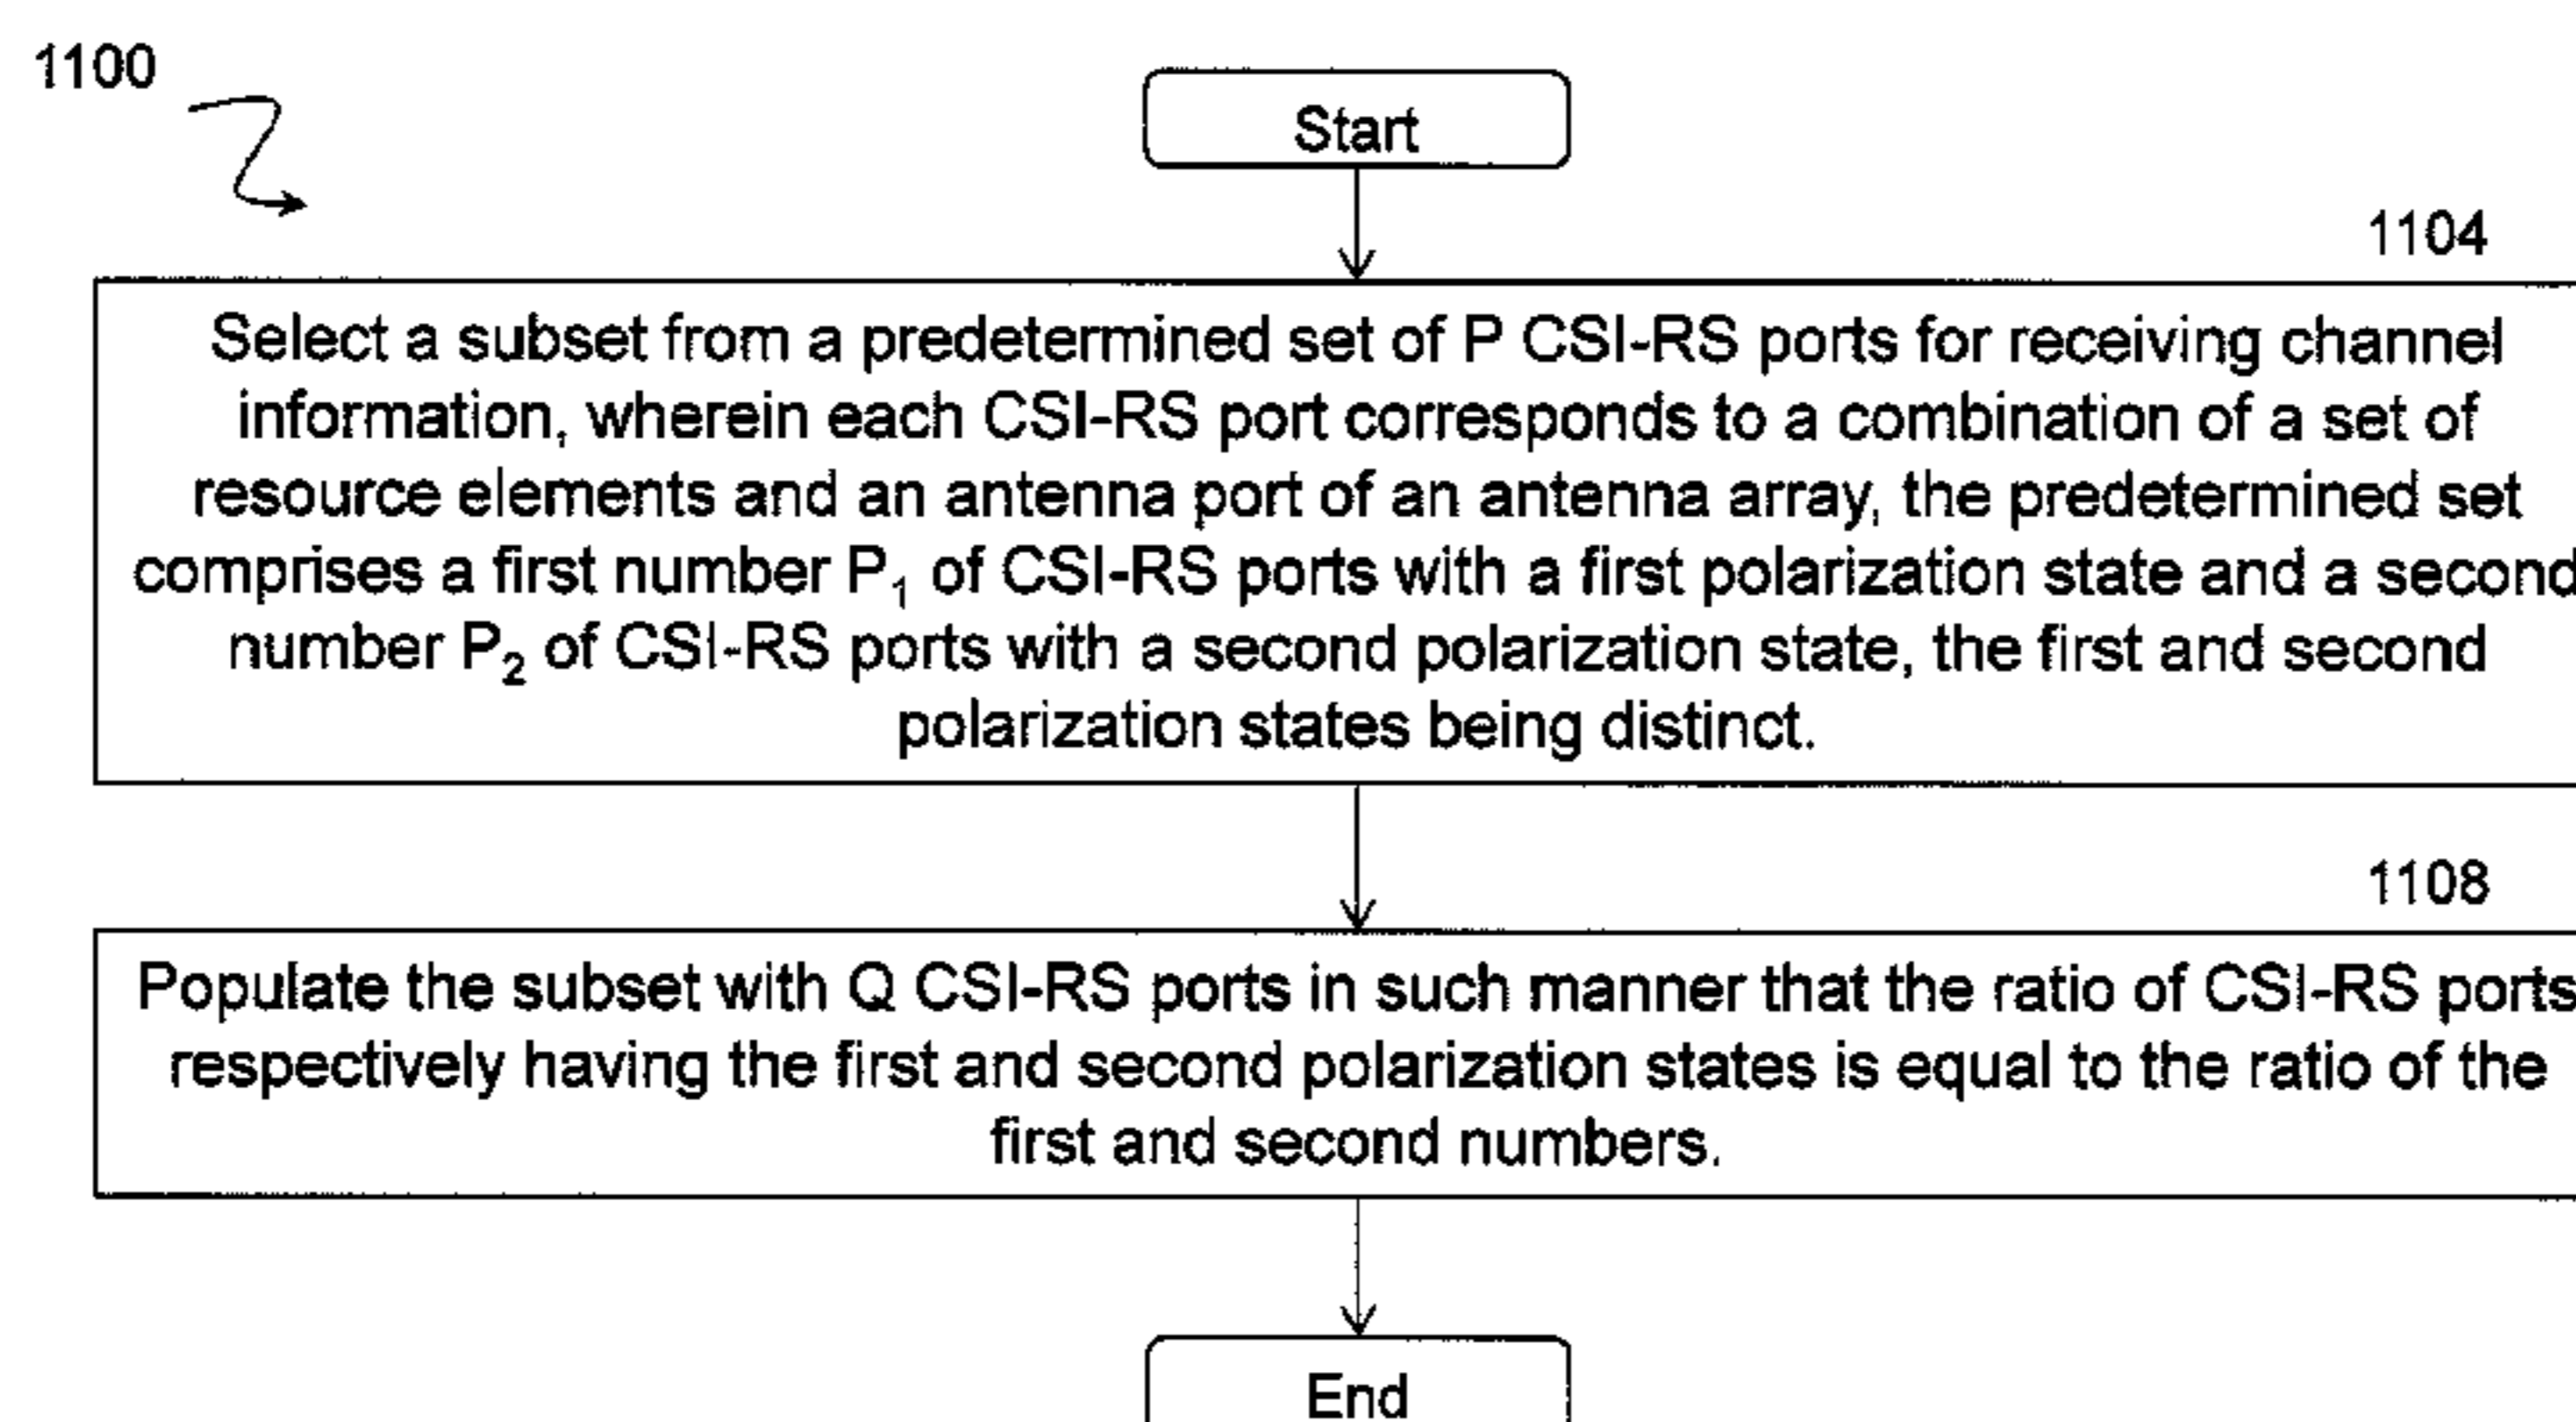 1100
Start
1104
Select a subset from a predetermined set of P CSI-RS ports for receiving channel
information, wherein each CSI-RS port corresponds to a combination of a set of
resource elements and an antenna port of an antenna array, the predetermined set
comprises a first number P₁ of CSI-RS ports with a first polarization state and a second
number P₂ of CSI-RS ports with a second polarization state, the first and second
polarization states being distinct.
1108
Populate the subset with Q CSI-RS ports in such manner that the ratio of CSI-RS ports
respectively having the first and second polarization states is equal to the ratio of the
first and second numbers.
End